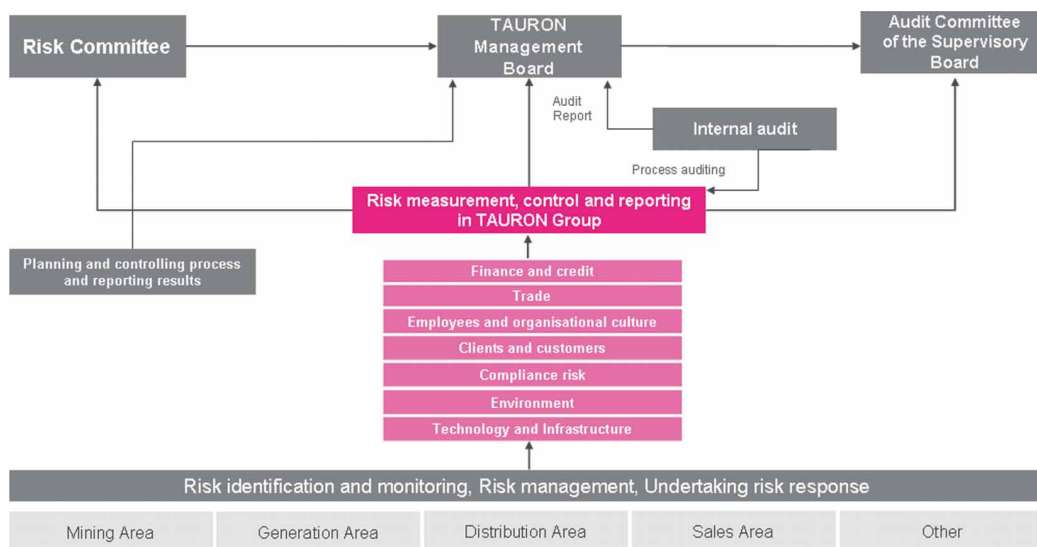 Risk Committee
TAURON
Management
Board
Audit Committee
of the Supervisory
Board
Audit
Report
Internal audit
Process auditing
Risk measurement, control and reporting
in TAURON Group
Planning and controlling process
and reporting results
Finance and credit
Trade
Employees and organisational culture
Clients and customers
Compliance risk
Environment
Technology and Infrastructure
Risk identification and monitoring, Risk management, Undertaking risk response
Mining Area
Generation Area
Distribution Area
Sales Area
Other